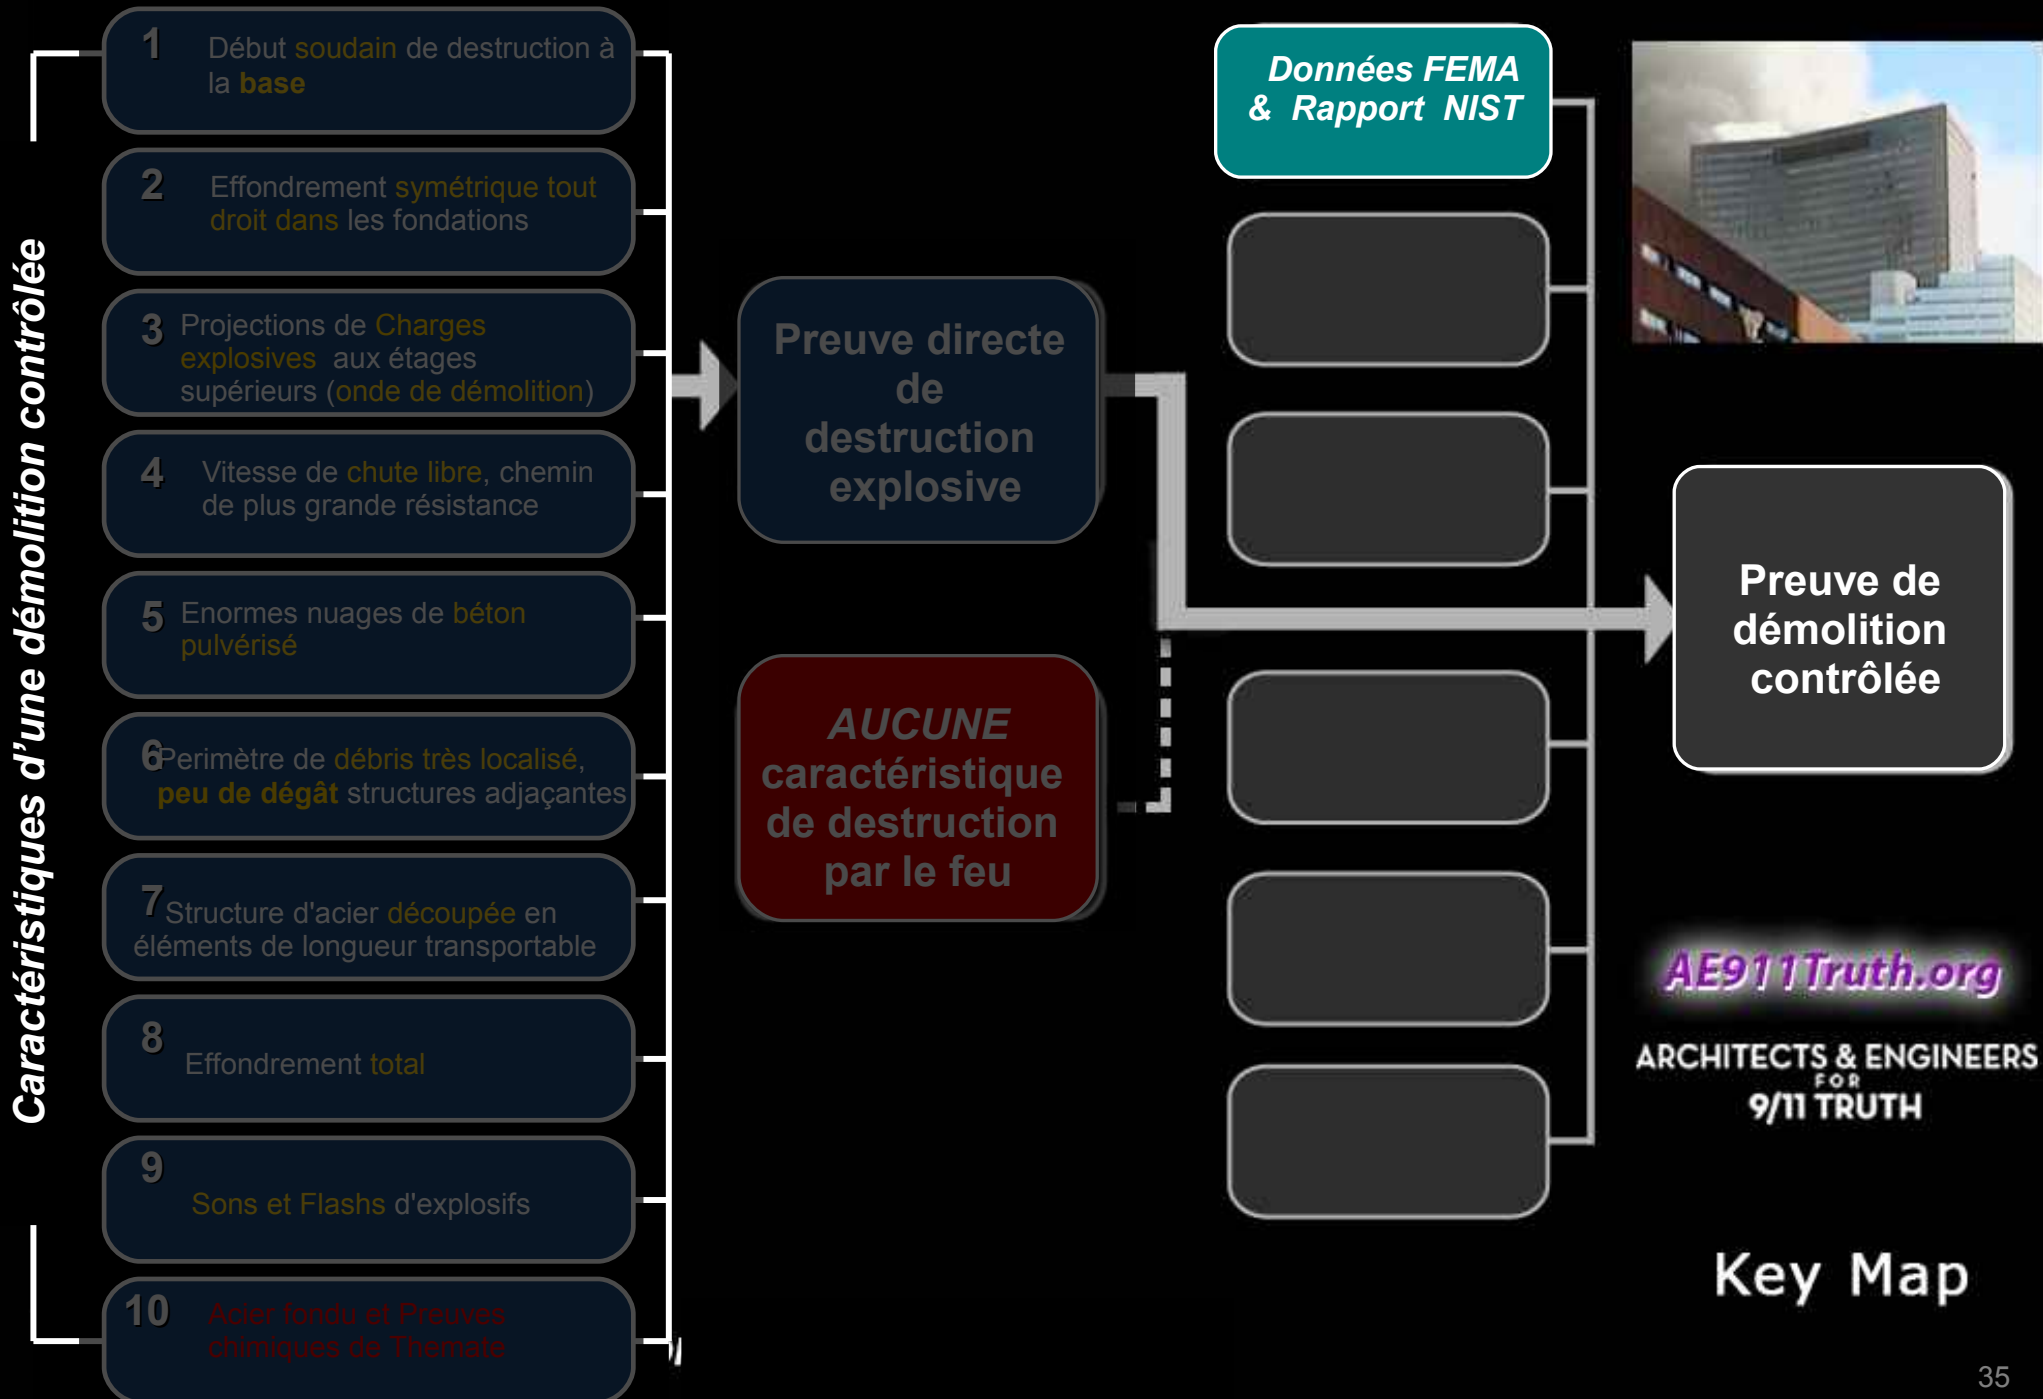 Caractéristiques d'une démolition contrôlée
1 Début soudain de destruction à
la base
2 Effondrement symétrique tout
droit dans les fondations
3 Projections de Charges
explosives aux étages
supérieurs (onde de démolition)
4 Vitesse de chute libre, chemin
de plus grande résistance
5 Enormes nuages de béton
pulvérisé
6 Perimètre de débris très localisé,
peu de dégât structures adjaçantes
7 Structure d'acier découpée en
éléments de longueur transportable
8
Effondrement total
9
Sons et Flashs d'explosifs
10 Acier fondu et Preuves
chimiques de Themate
Preuve directe
de
destruction
explosive
AUCUNE
caractéristique
de destruction
par le feu
Données FEMA
& Rapport NIST
Preuve de
démolition
contrôlée
AE911Truth.org
ARCHITECTS & ENGINEERS
FOR
9/11 TRUTH
Key Map
35